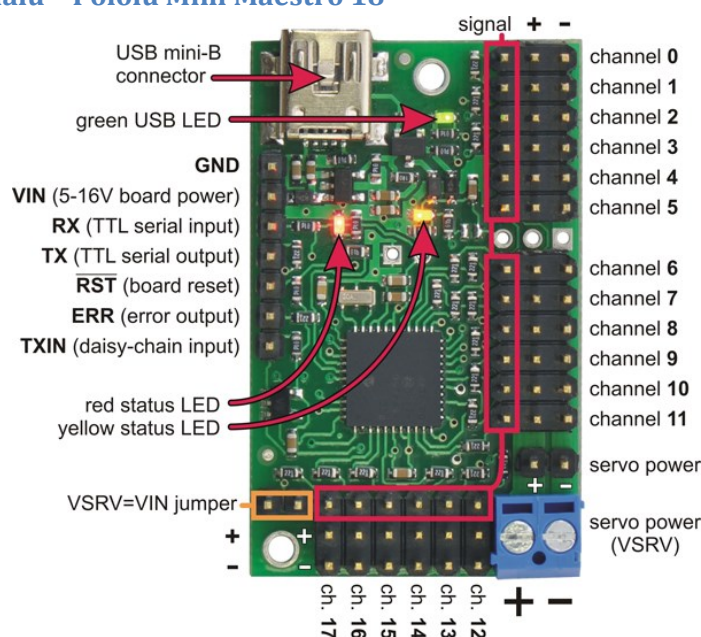 Pololu Mini Maestro 18
signal + -
USB mini-B
connector
green USB LED
GND
VIN (5-16V board power)
RX (TTL serial input)
TX (TTL serial output)
RST (board reset)
ERR (error output)
TXIN (daisy-chain input)
red status LED
yellow status LED
VSRV=VIN jumper
+
-
+
-
channel 0
channel 1
channel 2
channel 3
channel 4
channel 5
channel 6
channel 7
channel 8
channel 9
channel 10
channel 11
servo power
+ -
servo power
(VSRV)
+ -
ch. 17
ch. 16
ch. 15
ch. 14
ch. 13
ch. 12